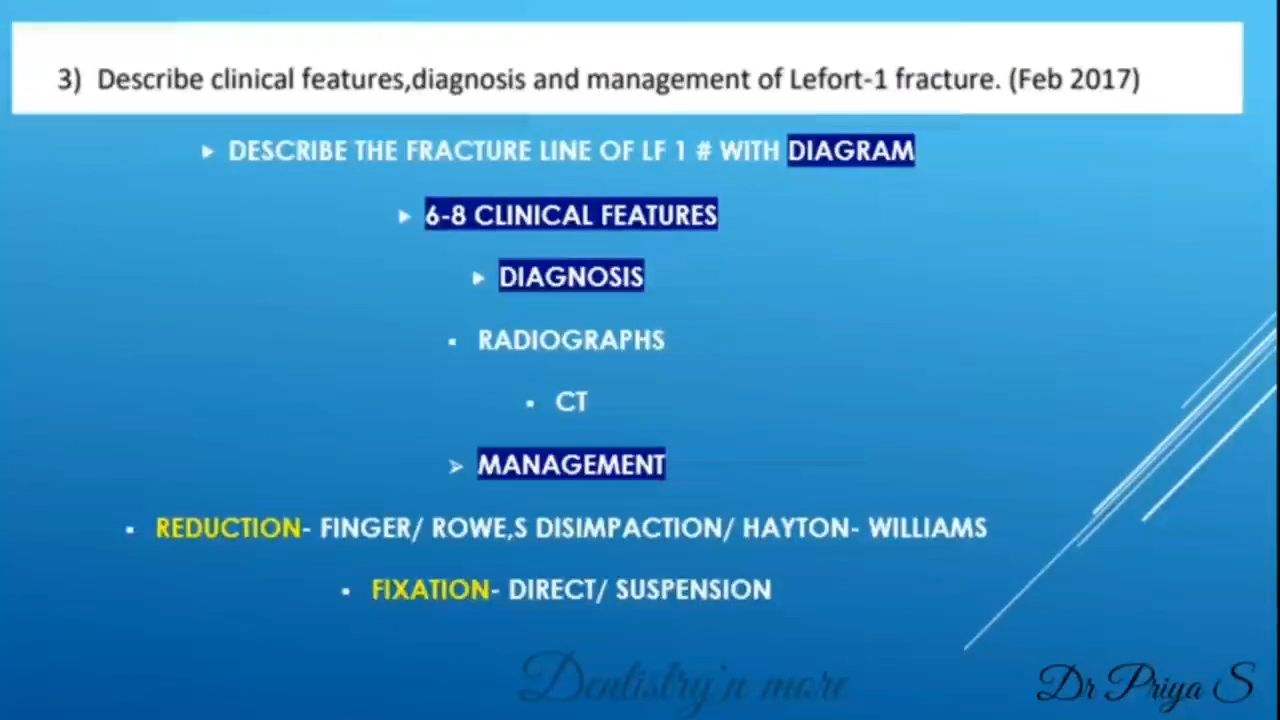 3) Describe clinical features,diagnosis and management of Lefort-1 fracture. (Feb 2017)
DESCRIBE THE FRACTURE LINE OF LF 1 # WITH DIAGRAM
6-8 CLINICAL FEATURES
DIAGNOSIS
RADIOGRAPHS
CT
MANAGEMENT
REDUCTION- FINGER/ ROWE,S DISIMPACTION/ HAYTON- WILLIAMS
FIXATION- DIRECT/ SUSPENSION
Dentistry'n more
Dr Priya S